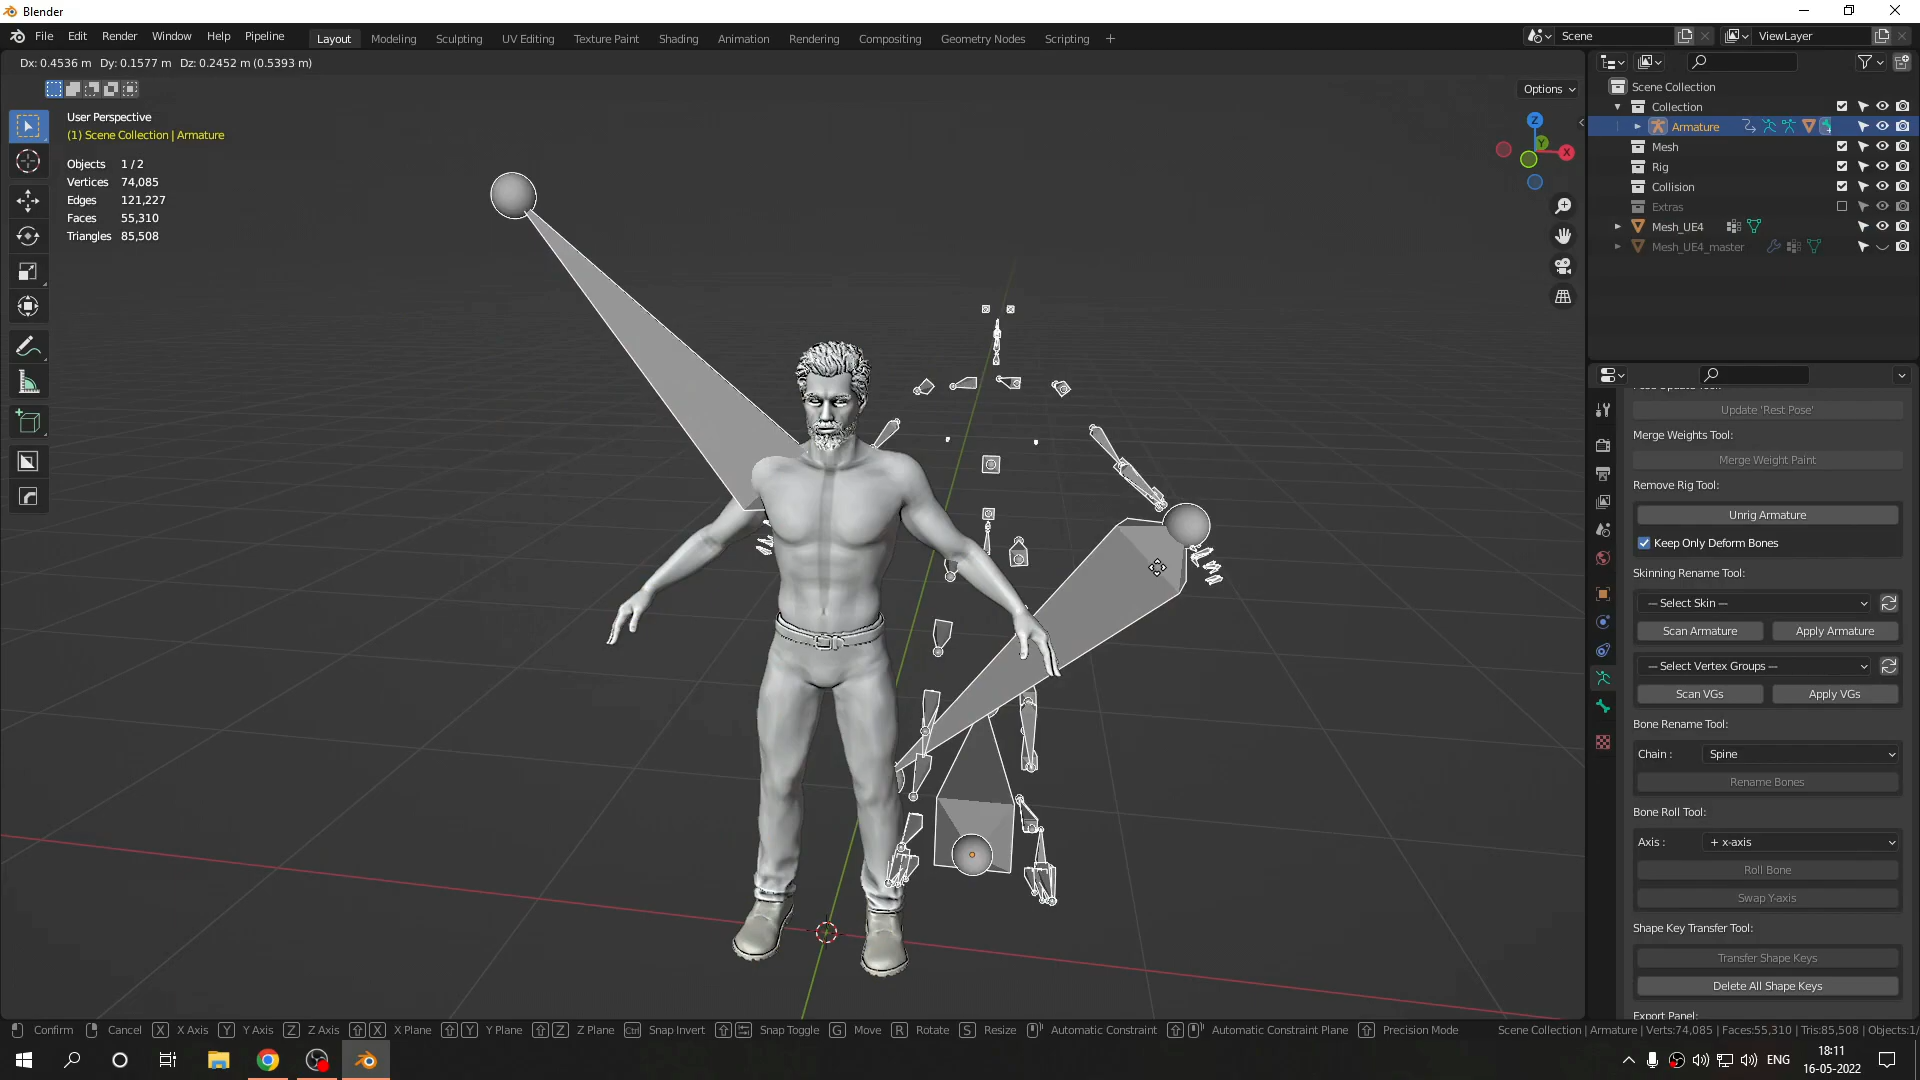 Blender
File Edit Render Window Help Pipeline
Layout Modeling Sculpting UV Editing Texture Paint Shading Animation Rendering Compositing Geometry Nodes Scripting +
Scene
ViewLayer
Dx: 0.4536 m Dy: 0.1577 m Dz: 0.2452 m (0.5393 m)
Options
User Perspective
(1) Scene Collection | Armature
Objects 1 / 2
Vertices 74,085
Edges 121,227
Faces 55,310
Triangles 85,508
Z
Y
X
Scene Collection
Collection
Armature
Mesh
Rig
Collision
Extras
Mesh_UE4
Mesh_UE4_master
Update 'Rest Pose'
Merge Weights Tool:
Merge Weight Paint
Remove Rig Tool:
Unrig Armature
Keep Only Deform Bones
Skinning Rename Tool:
--- Select Skin ---
Scan Armature Apply Armature
--- Select Vertex Groups ---
Scan VGs Apply VGs
Bone Rename Tool:
Chain : Spine
Rename Bones
Bone Roll Tool:
Axis : + x-axis
Roll Bone
Swap Y-axis
Shape Key Transfer Tool:
Transfer Shape Keys
Delete All Shape Keys
Export Panel:
Confirm Cancel X X Axis Y Y Axis Z Z Axis X X Plane Y Y Plane Z Z Plane Ctrl Snap Invert Snap Toggle G Move R Rotate S Resize Automatic Constraint Automatic Constraint Plane Precision Mode
Scene Collection | Armature | Verts:74,085 | Faces:55,310 | Tris:85,508 | Objects:1/
ENG
18:11
16-05-2022